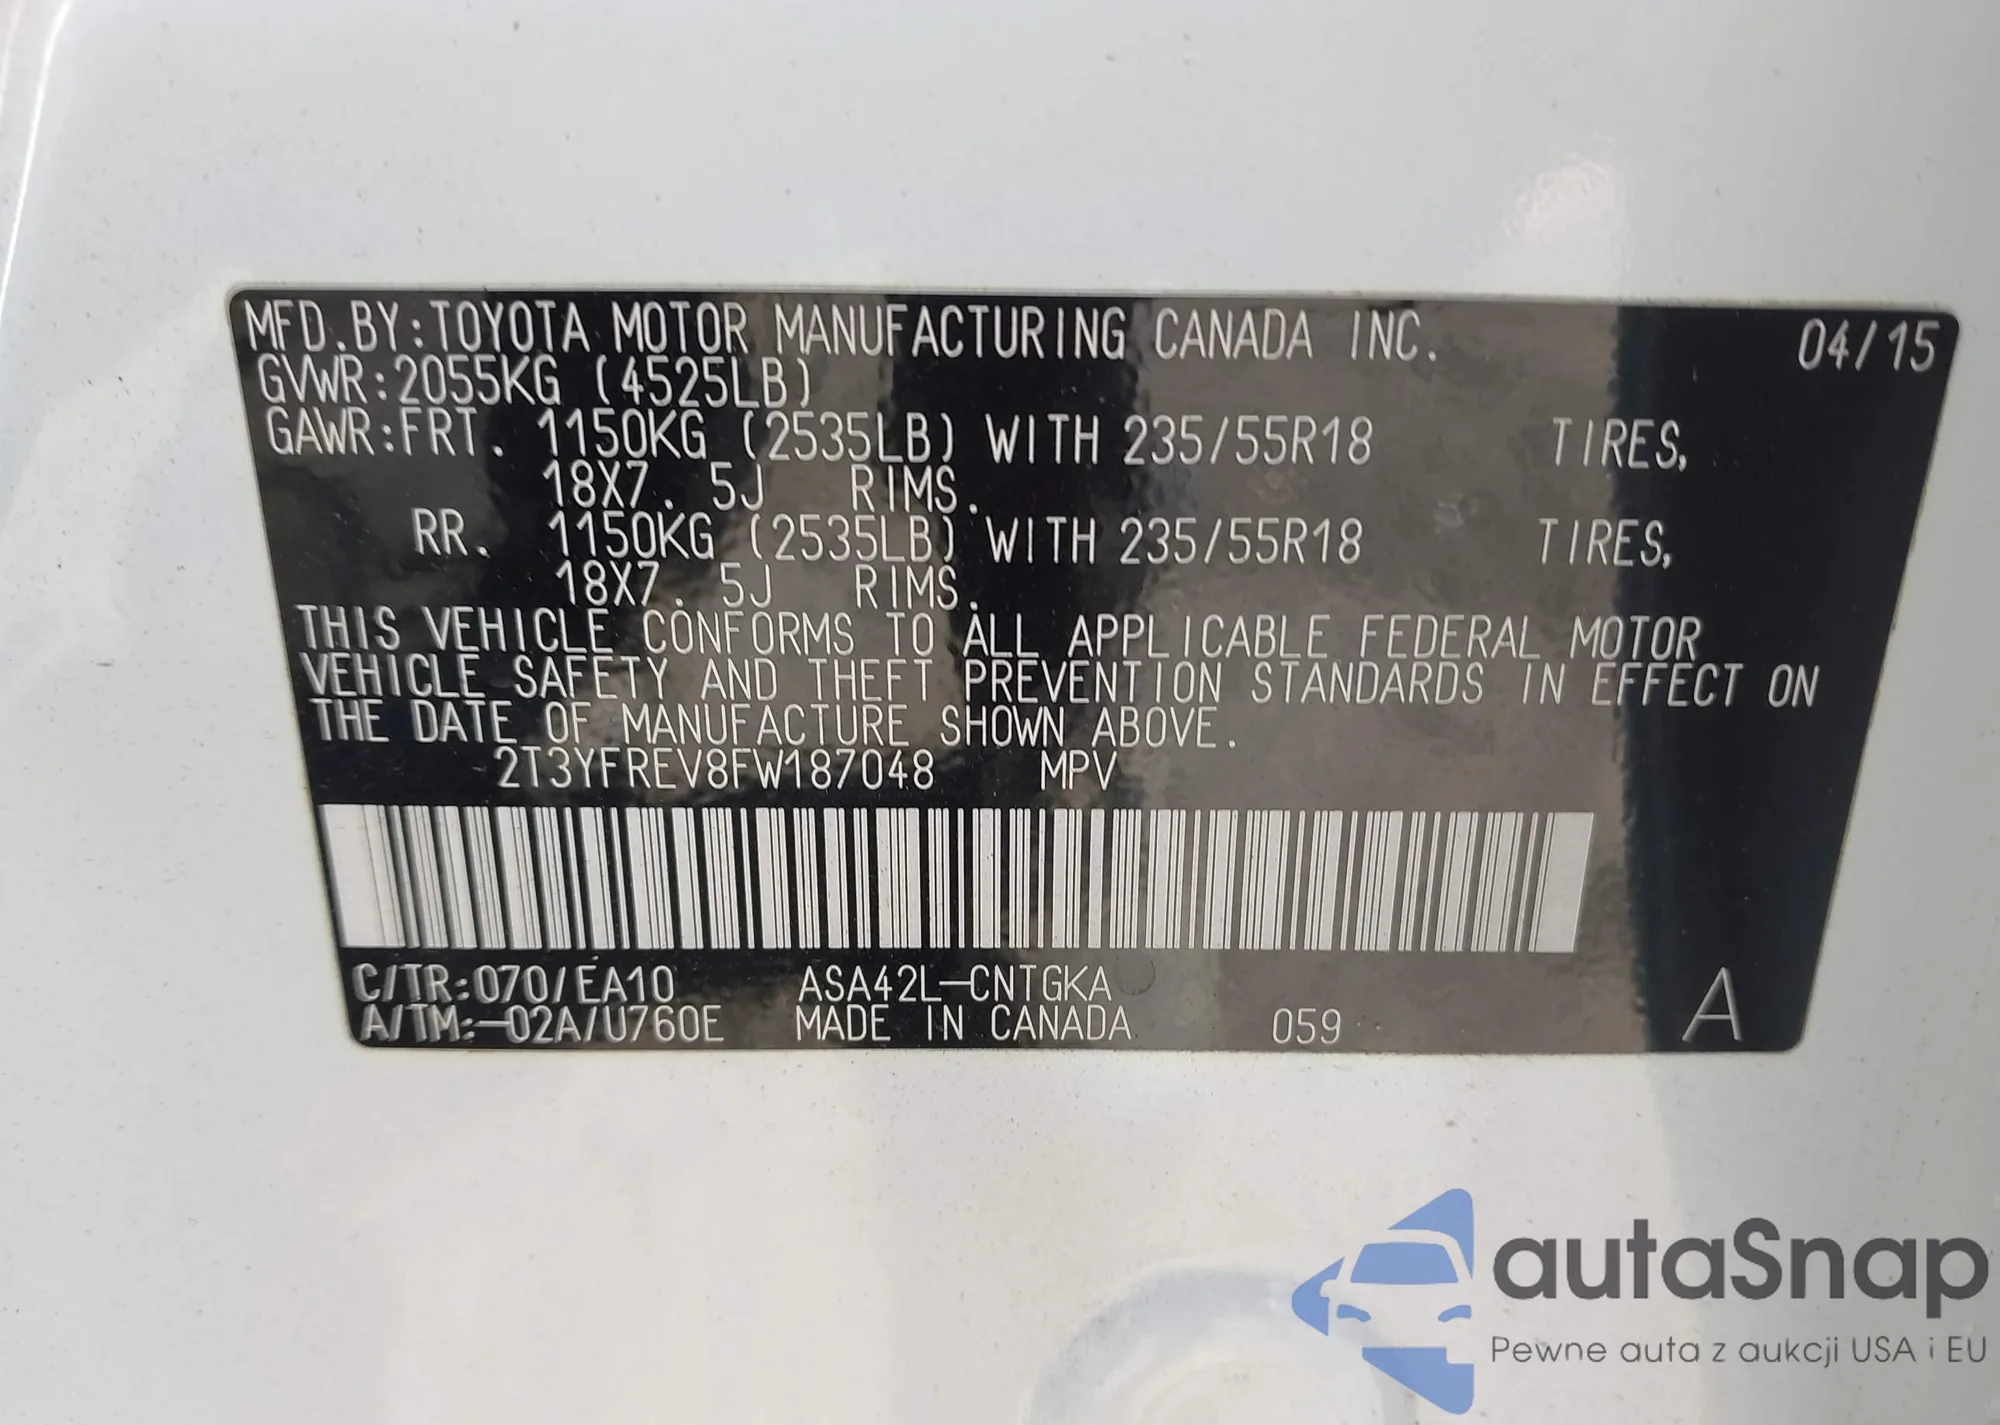 MFD.BY:TOYOTA MOTOR MANUFACTURING CANADA INC. 04/15
GVWR:2055KG (4525LB)
GAWR:FRT. 1150KG (2535LB) WITH 235/55R18 TIRES,
18X7.5J RIMS.
RR. 1150KG (2535LB) WITH 235/55R18 TIRES,
18X7.5J RIMS.
THIS VEHICLE CONFORMS TO ALL APPLICABLE FEDERAL MOTOR
VEHICLE SAFETY AND THEFT PREVENTION STANDARDS IN EFFECT ON
THE DATE OF MANUFACTURE SHOWN ABOVE.
2T3YFREV8FW187048 MPV
C/TR:070/EA10 ASA42L-CNTGKA
A/TM:-02A/U760E MADE IN CANADA 059 A
autaSnap
Pewne auta z aukcji USA i EU